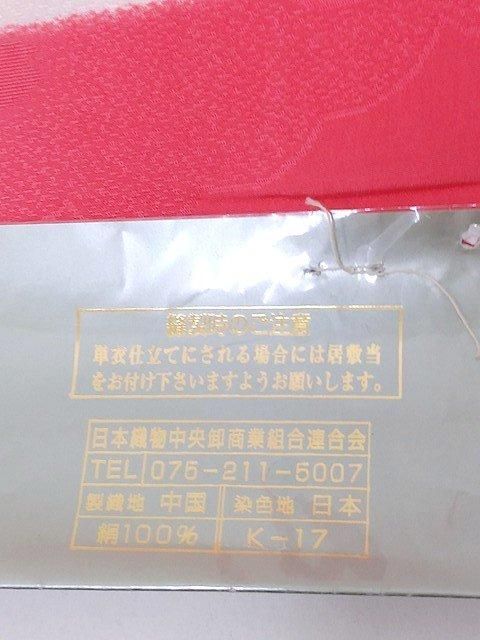 縫製時のご注意
単衣仕立てにされる場合には居敷当
をお付け下さいますようお願いします。
日本織物中央卸商業組合連合会
TEL 075-211-5007
製織地 中国 染色地 日本
絹100% K-17